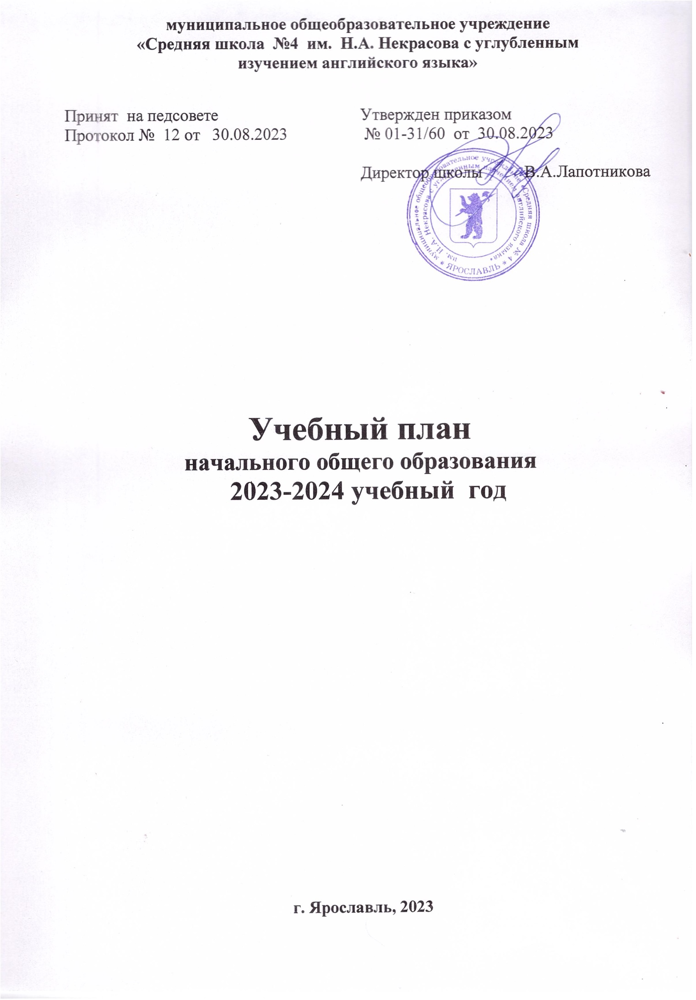 муниципальное общеобразовательное учреждение
«Средняя школа №4 им. Н.А. Некрасова с углубленным
изучением английского языка»
Принят на педсовете
Протокол № 12 от 30.08.2023
Утвержден приказом
№ 01-31/60 от 30.08.2023
Директор школы В.А.Лапотникова
муниципальное общеобразовательное учреждение «Средняя школа № 4
им. Н.А. Некрасова с углубленным изучением английского языка»
* ЯРОСЛАВЛЬ *
Учебный план
начального общего образования
2023-2024 учебный год
г. Ярославль, 2023